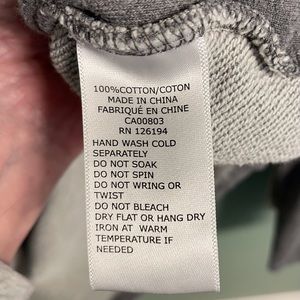 100%COTTON/COTON
MADE IN CHINA
FABRIQUÉ EN CHINE
CA00803
RN 126194
HAND WASH COLD
SEPARATELY
DO NOT SOAK
DO NOT SPIN
DO NOT WRING OR
TWIST
DO NOT BLEACH
DRY FLAT OR HANG DRY
IRON AT WARM
TEMPERATURE IF
NEEDED